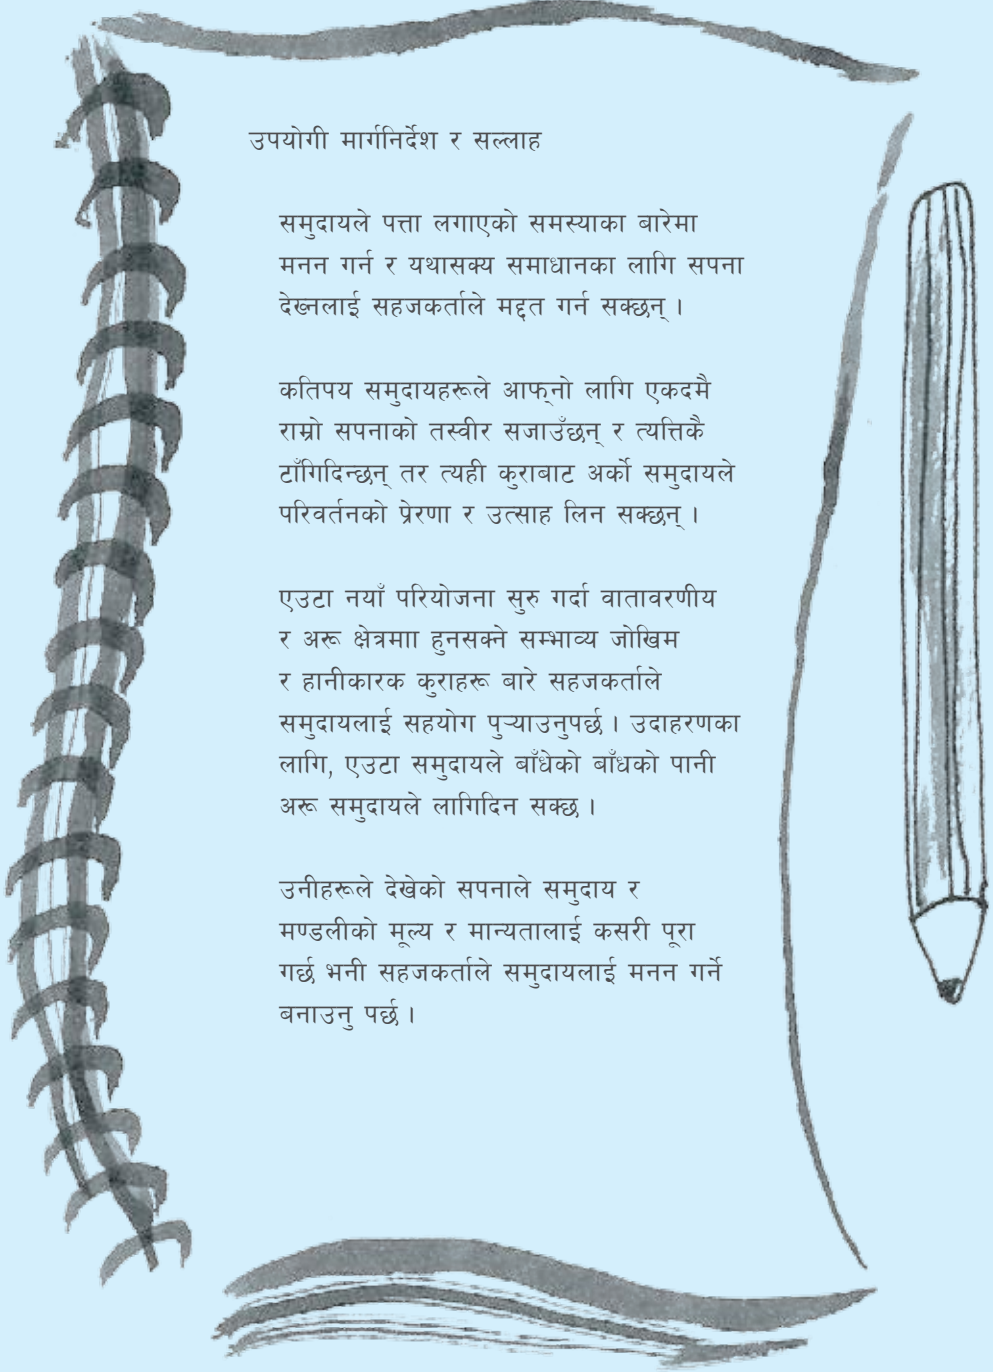 उपयोगी मार्गनिर्देश र सल्लाह
समुदायले पत्ता लगाएको समस्याका बारेमा
मनन गर्न र यथासक्य समाधानका लागि सपना
देख्नलाई सहजकर्ताले मद्दत गर्न सक्छन् ।
कतिपय समुदायहरूले आफ्‌नो लागि एकदमै
राम्रो सपनाको तस्वीर सजाउँछन् र त्यत्तिकै
टाँगिदिन्छन् तर त्यही कुराबाट अर्को समुदायले
परिवर्तनको प्रेरणा र उत्साह लिन सक्छन् ।
एउटा नयाँ परियोजना सुरु गर्दा वातावरणीय
र अरू क्षेत्रमाा हुनसक्ने सम्भाव्य जोखिम
र हानीकारक कुराहरू बारे सहजकर्ताले
समुदायलाई सहयोग पुर्‍याउनुपर्छ । उदाहरणका
लागि, एउटा समुदायले बाँधेको बाँधको पानी
अरू समुदायले लागिदिन सक्छ ।
उनीहरूले देखेको सपनाले समुदाय र
मण्डलीको मूल्य र मान्यतालाई कसरी पूरा
गर्छ भनी सहजकर्ताले समुदायलाई मनन गर्ने
बनाउनु पर्छ ।